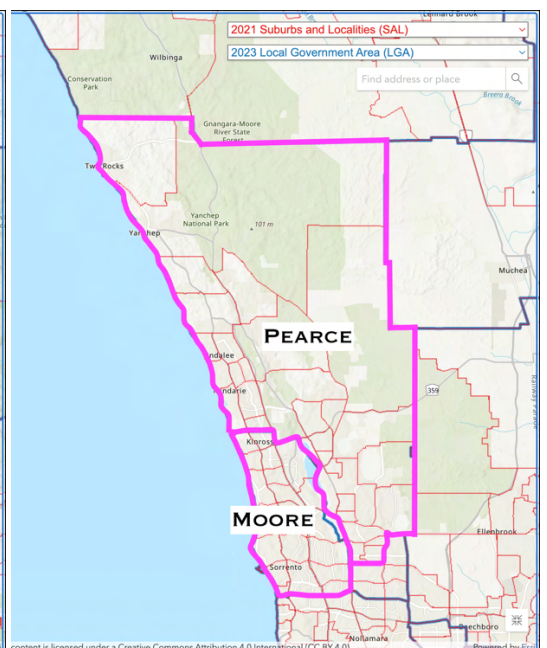 Lennard Brook
2021 Suburbs and Localities (SAL)
2023 Local Government Area (LGA)
Wilbinga
Find address or place
Conservation
Park
Breera Brook
Gnangara-Moore
River State
Forest
Two Rocks
Yanchep
National Park
101 m
Yanchep
Muchea
PEARCE
ndalee
ndarie
359
Kinross
MOORE
Ellenbrook
Sorrento
Nollamara
Beechboro
content is licensed under a Creative Commons Attribution 4.0 International (CC BY 4.0)
Powered by Esri